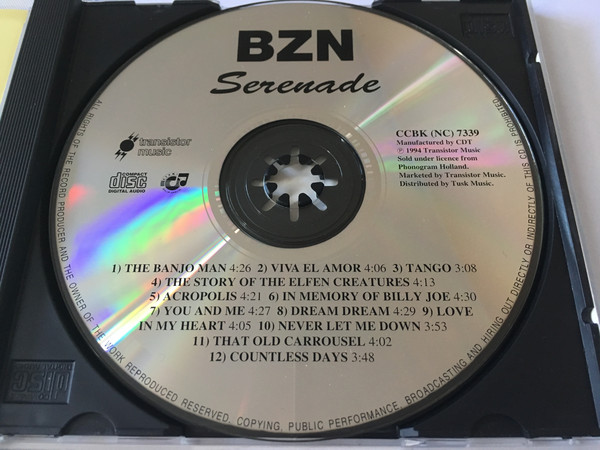 BZN
Serenade
transistor
music
COMPACT
disc
DIGITAL AUDIO
CCBK (NC) 7339
Manufactured by CDT
℗ 1994 Transistor Music
Sold under licence from
Phonogram Holland.
Marketed by Transistor Music.
Distributed by Tusk Music.
1) THE BANJO MAN 4:26 2) VIVA EL AMOR 4:06 3) TANGO 3:08
4) THE STORY OF THE ELFEN CREATURES 4:13
5) ACROPOLIS 4:21 6) IN MEMORY OF BILLY JOE 4:30
7) YOU AND ME 4:27 8) DREAM DREAM 4:29 9) LOVE
IN MY HEART 4:05 10) NEVER LET ME DOWN 3:53
11) THAT OLD CARROUSEL 4:02
12) COUNTLESS DAYS 3:48
ALL RIGHTS OF THE RECORD PRODUCER AND THE OWNER OF THE WORK REPRODUCED RESERVED. COPYING, PUBLIC PERFORMANCE, BROADCASTING AND HIRING OUT DIRECTLY OR INDIRECTLY OF THIS CD IS PROHIBITED
disc